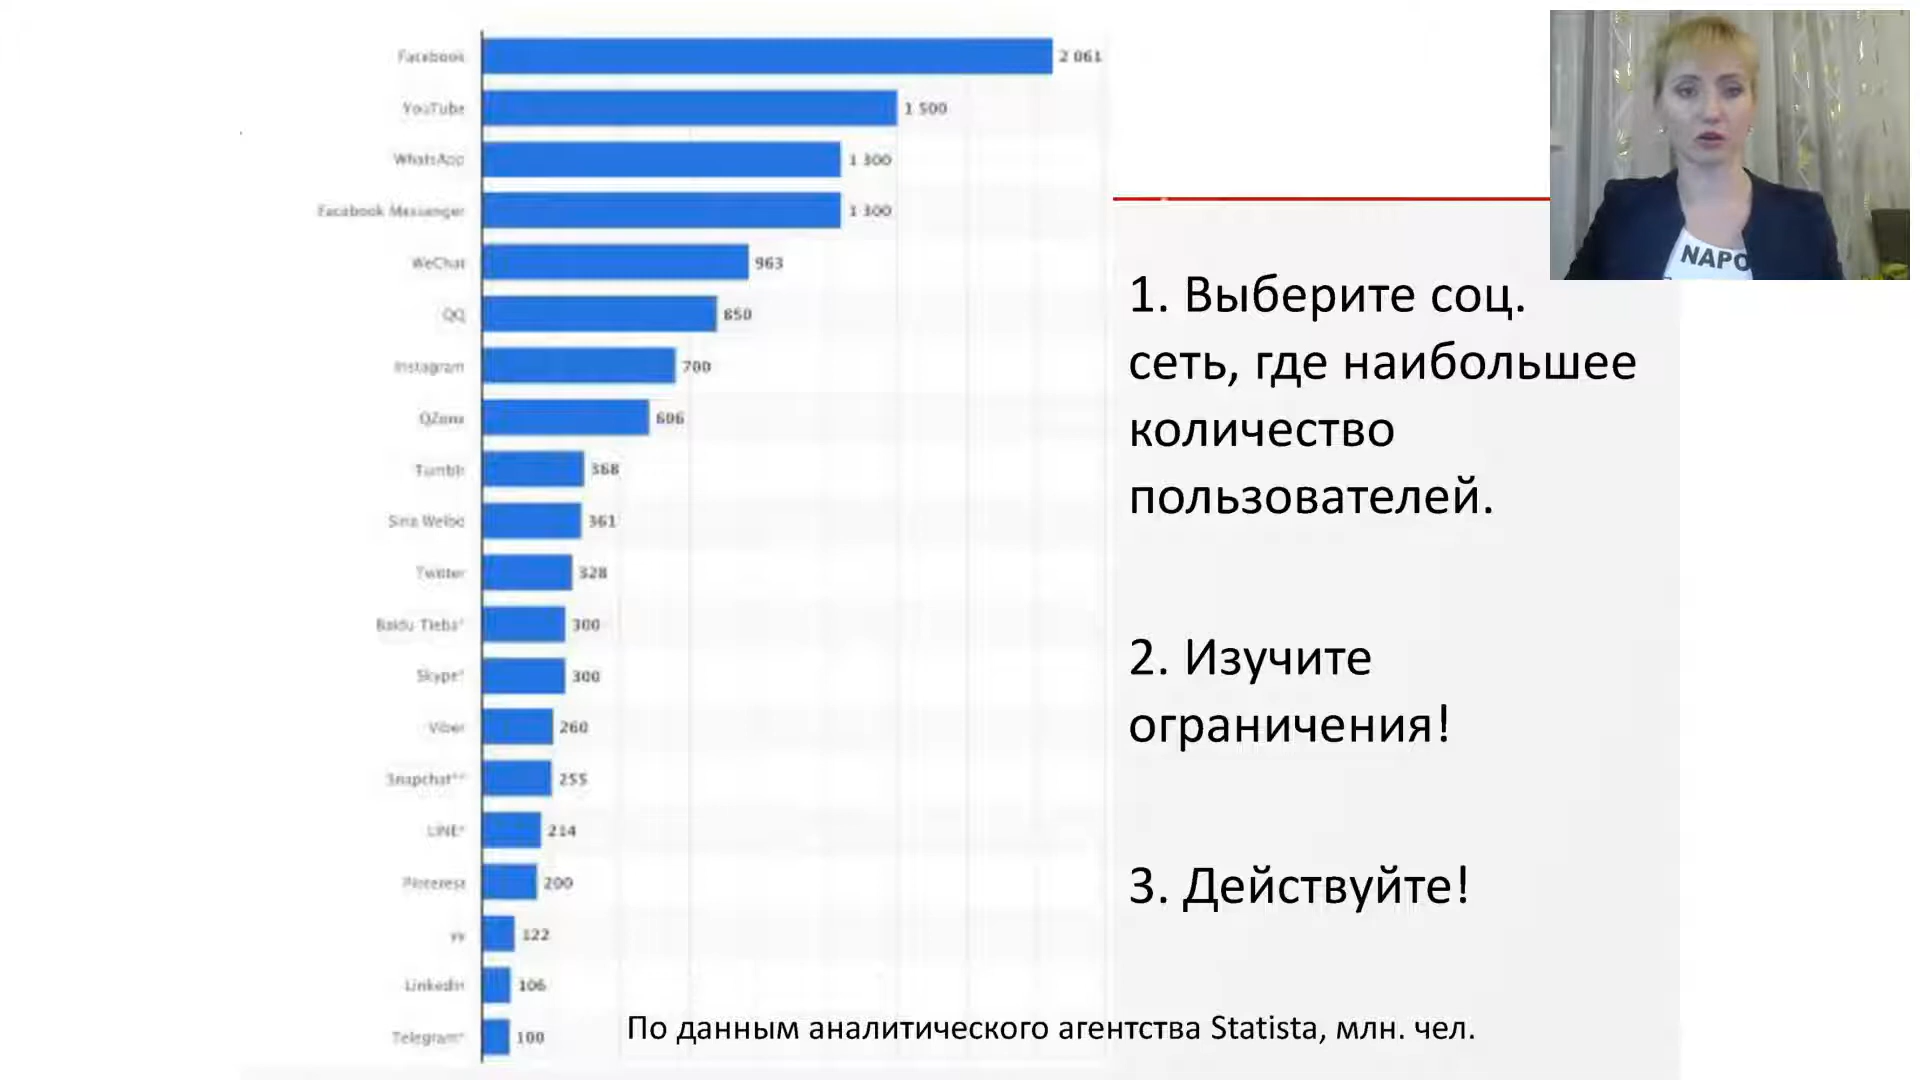 Facebook 2 061
YouTube 1 500
WhatsApp 1 300
Facebook Messenger 1 300
WeChat 963
QQ 850
Instagram 700
QZone 606
Tumblr 368
Sina Weibo 361
Twitter 328
Baidu Tieba* 300
Skype* 300
Viber 260
Snapchat** 255
LINE* 214
Pinterest 200
yy 122
LinkedIn 106
Telegram* 100
1. Выберите соц.
сеть, где наибольшее
количество
пользователей.
2. Изучите
ограничения!
3. Действуйте!
По данным аналитического агентства Statista, млн. чел.
NAPO